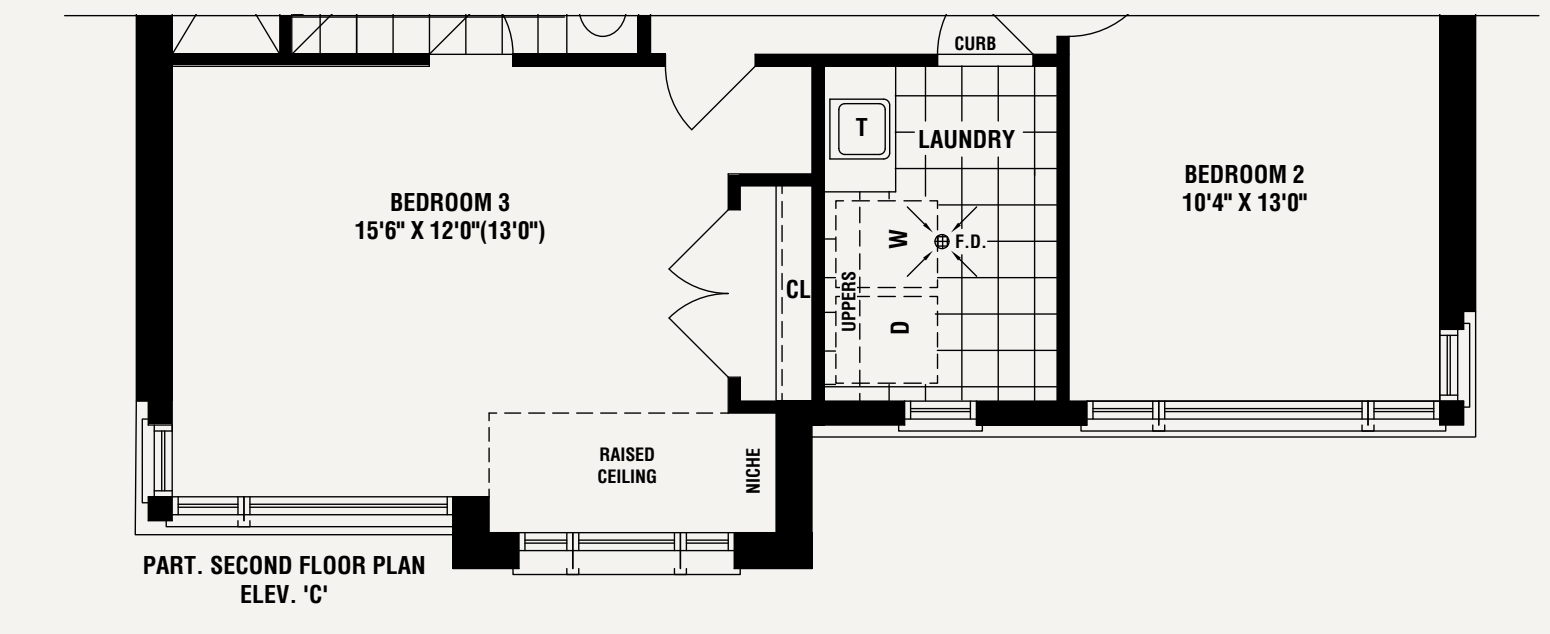 CURB
T
LAUNDRY
BEDROOM 3
15'6" X 12'0"(13'0")
BEDROOM 2
10'4" X 13'0"
W
F.D.
CL
UPPERS
D
RAISED
CEILING
NICHE
PART. SECOND FLOOR PLAN
ELEV. 'C'